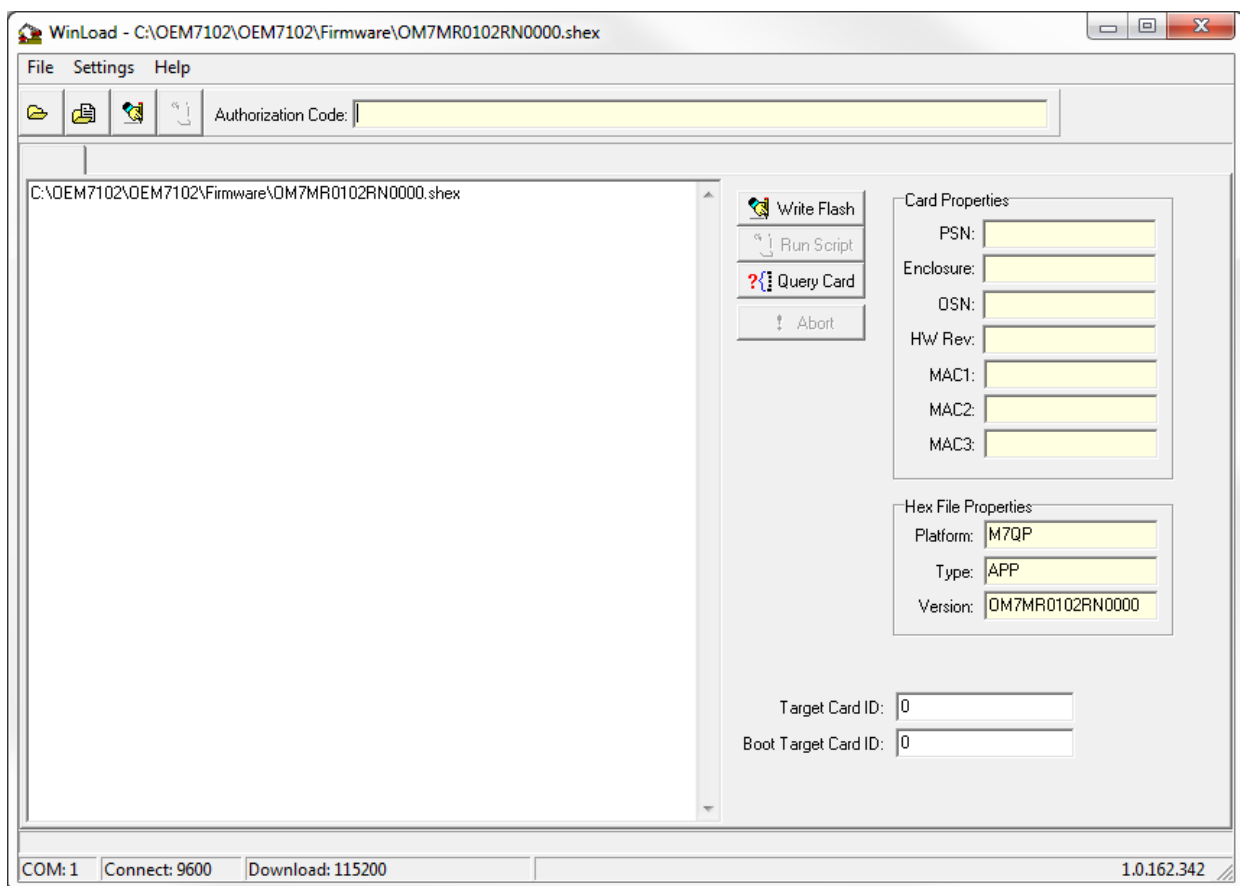 WinLoad - C:\OEM7102\OEM7102\Firmware\OM7MR0102RN0000.shex
File Settings Help
Authorization Code:
C:\OEM7102\OEM7102\Firmware\OM7MR0102RN0000.shex
Write Flash
Run Script
?{ Query Card
! Abort
Card Properties
PSN:
Enclosure:
OSN:
HW Rev:
MAC1:
MAC2:
MAC3:
Hex File Properties
Platform: M7QP
Type: APP
Version: OM7MR0102RN0000
Target Card ID: 0
Boot Target Card ID: 0
COM: 1 Connect: 9600 Download: 115200 1.0.162.342